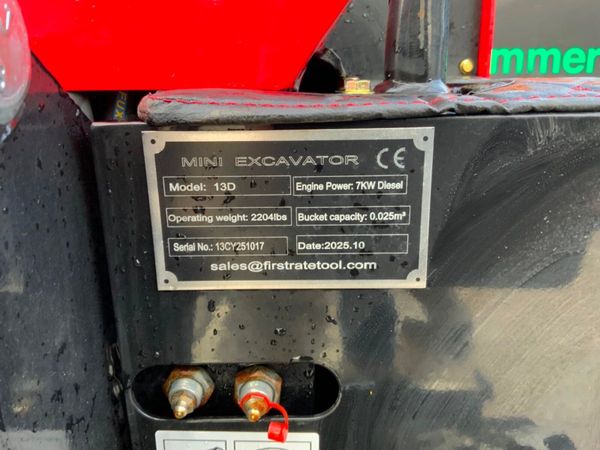 mmer
MINI EXCAVATOR CE
Model: 13D Engine Power: 7KW Diesel
Operating weight: 2204lbs Bucket capacity: 0.025m³
Serial No.: 13CY251017 Date:2025.10
sales@firstratetool.com